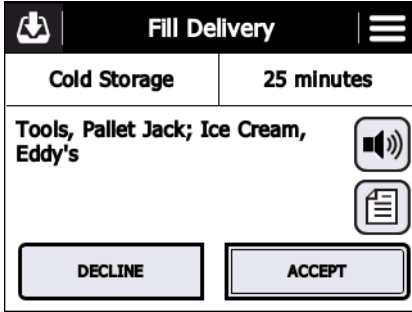 Fill Delivery
Cold Storage
25 minutes
Tools, Pallet Jack; Ice Cream,
Eddy's
DECLINE
ACCEPT